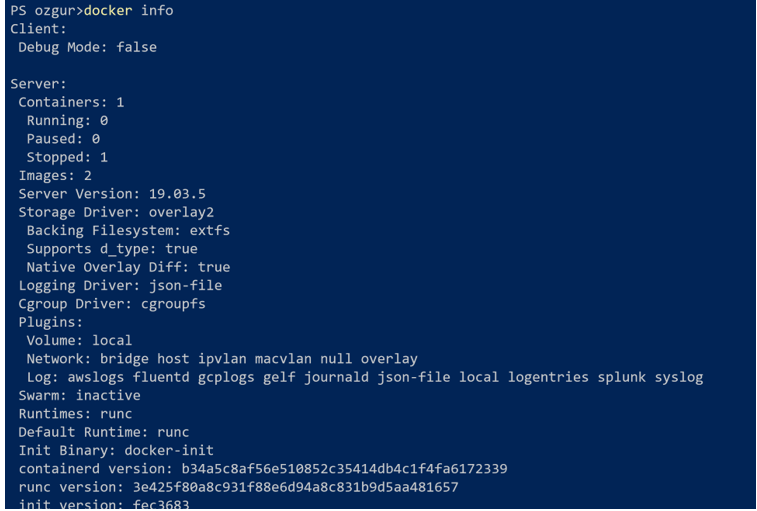 PS ozgur>docker info
Client:
 Debug Mode: false

Server:
 Containers: 1
  Running: 0
  Paused: 0
  Stopped: 1
 Images: 2
 Server Version: 19.03.5
 Storage Driver: overlay2
  Backing Filesystem: extfs
  Supports d_type: true
  Native Overlay Diff: true
 Logging Driver: json-file
 Cgroup Driver: cgroupfs
 Plugins:
  Volume: local
  Network: bridge host ipvlan macvlan null overlay
  Log: awslogs fluentd gcplogs gelf journald json-file local logentries splunk syslog
 Swarm: inactive
 Runtimes: runc
 Default Runtime: runc
 Init Binary: docker-init
 containerd version: b34a5c8af56e510852c35414db4c1f4fa6172339
 runc version: 3e425f80a8c931f88e6d94a8c831b9d5aa481657
 init version: fec3683